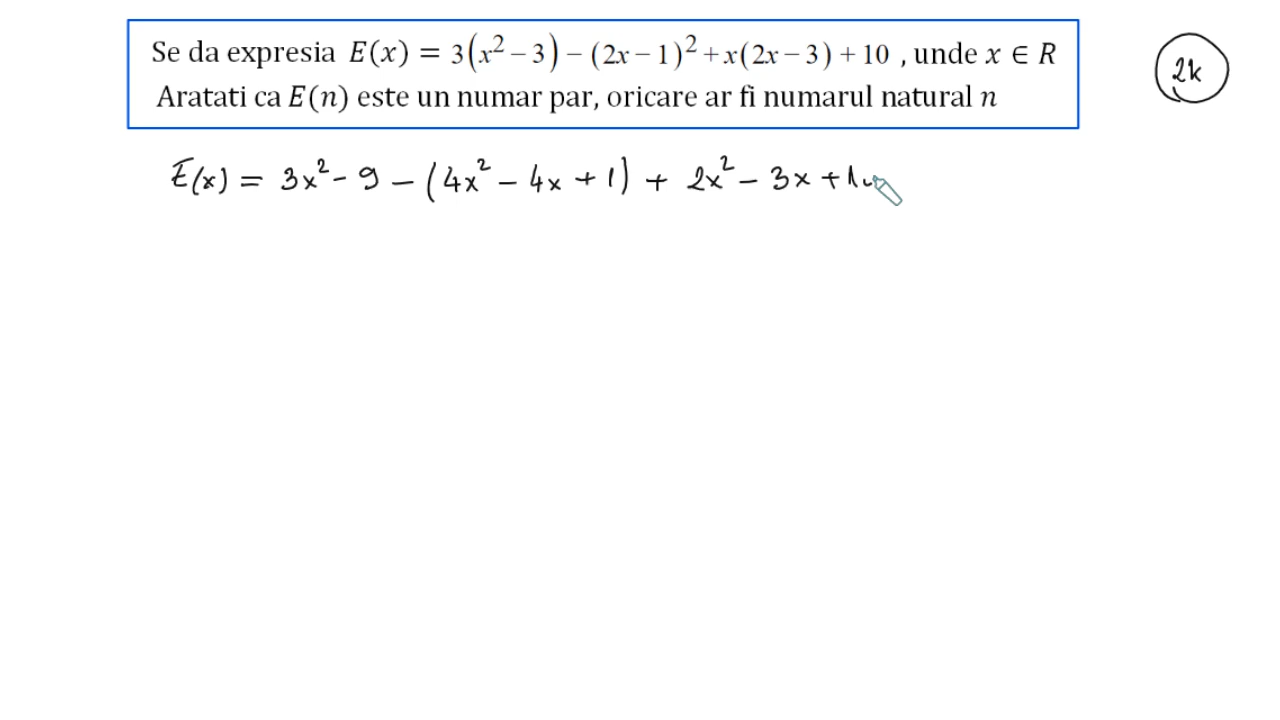 Se da expresia E(x) = 3(x² − 3) − (2x − 1)² + x(2x − 3) + 10 , unde x ∈ R
Aratati ca E(n) este un numar par, oricare ar fi numarul natural n
2k
E(x) = 3x² − 9 − (4x² − 4x + 1) + 2x² − 3x + 1